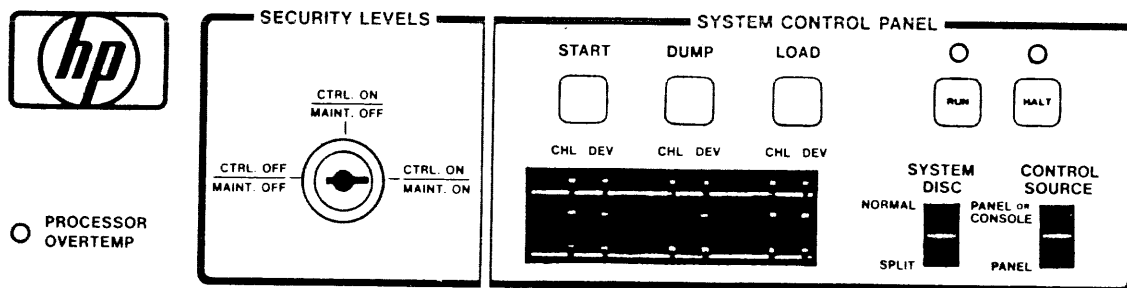 hp
SECURITY LEVELS
CTRL. ON
MAINT. OFF
CTRL. OFF
MAINT. OFF
CTRL. ON
MAINT. ON
PROCESSOR
OVERTEMP
SYSTEM CONTROL PANEL
START DUMP LOAD
RUN HALT
CHL DEV CHL DEV CHL DEV
SYSTEM
DISC
NORMAL
SPLIT
CONTROL
SOURCE
PANEL OR
CONSOLE
PANEL